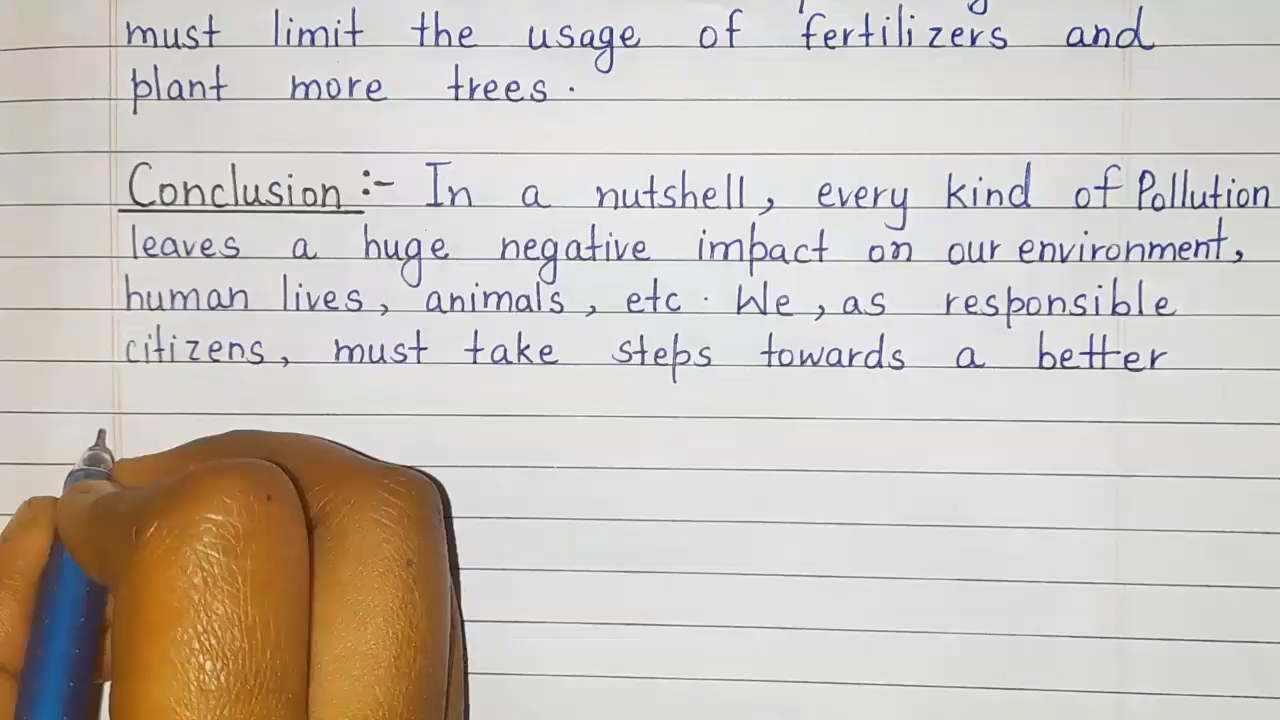 must limit the usage of fertilizers and
plant more trees.
Conclusion :- In a nutshell, every kind of Pollution
leaves a huge negative impact on our environment,
human lives, animals, etc. We, as responsible
citizens, must take steps towards a better